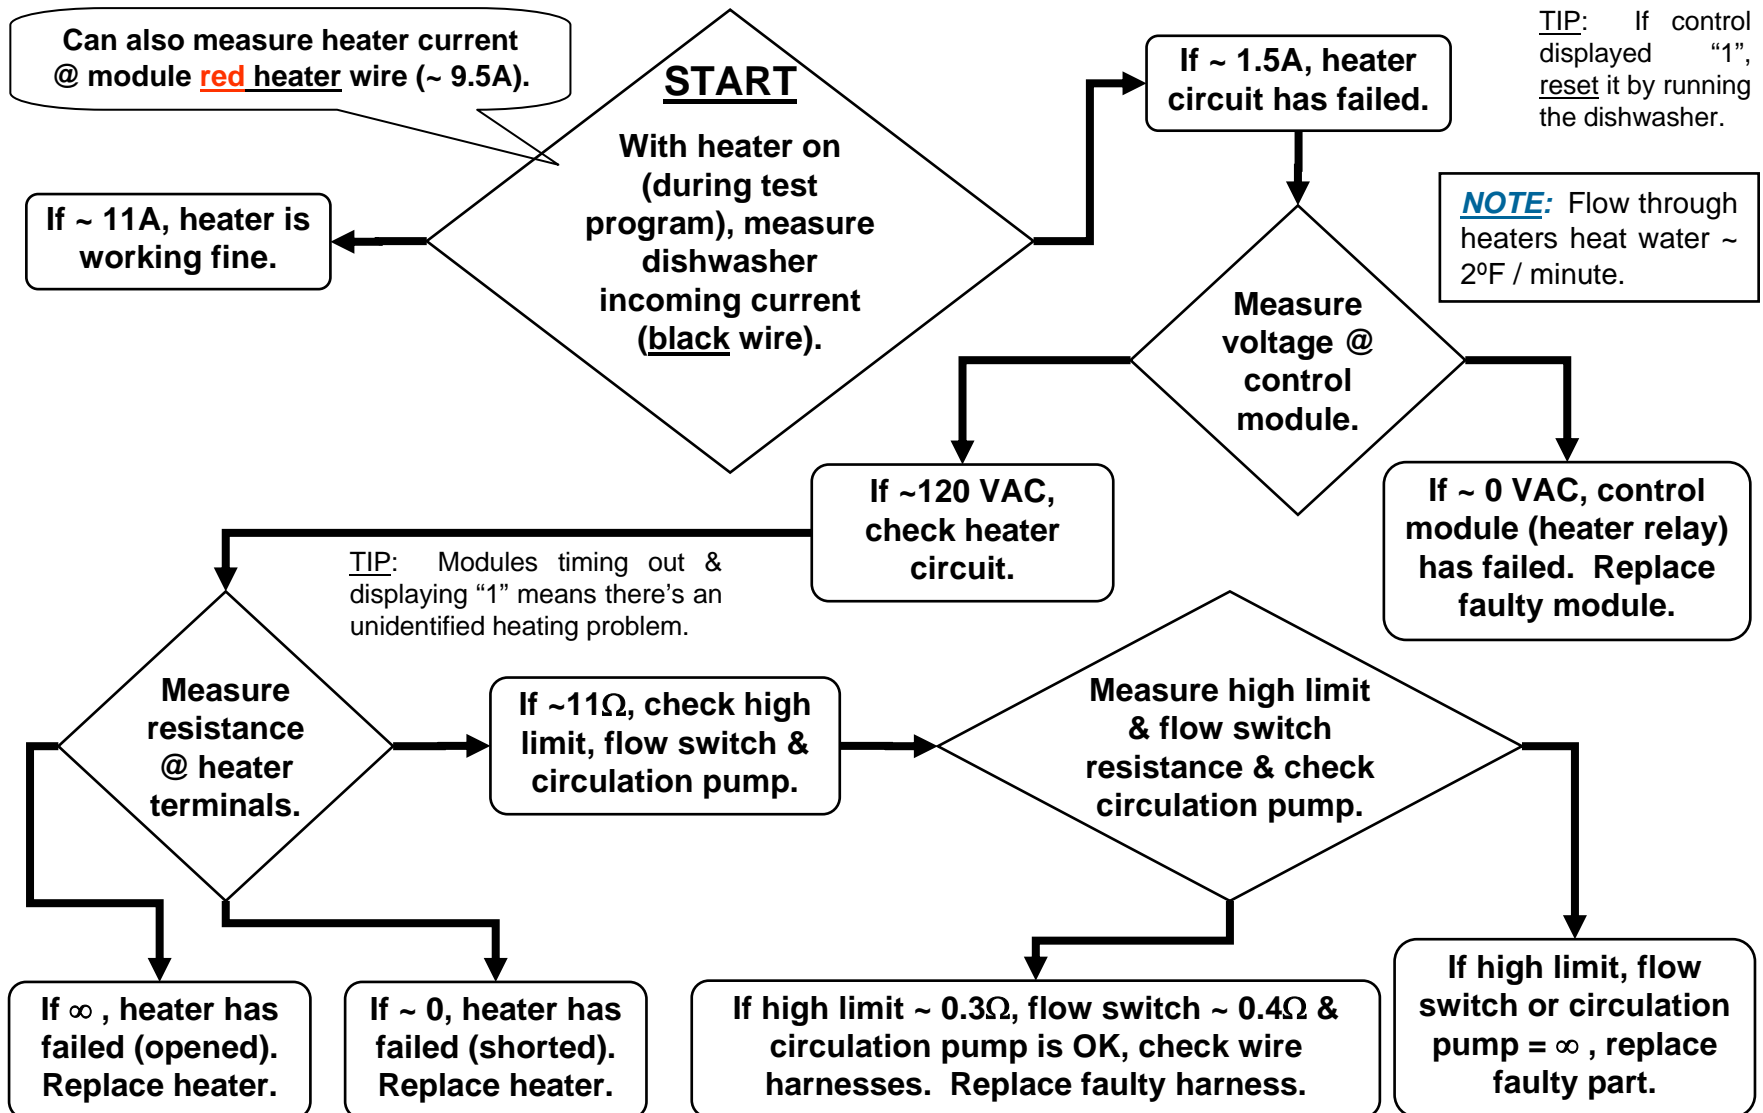 Can also measure heater current
@ module red heater wire (~ 9.5A).
START
With heater on
(during test
program), measure
dishwasher
incoming current
(black wire).
If ~ 11A, heater is
working fine.
If ~ 1.5A, heater
circuit has failed.
TIP: If control
displayed “1”,
reset it by running
the dishwasher.
NOTE: Flow through
heaters heat water ~
2ºF / minute.
Measure
voltage @
control
module.
If ~120 VAC,
check heater
circuit.
If ~ 0 VAC, control
module (heater relay)
has failed. Replace
faulty module.
TIP: Modules timing out &
displaying “1” means there’s an
unidentified heating problem.
Measure
resistance
@ heater
terminals.
If ~11Ω, check high
limit, flow switch &
circulation pump.
Measure high limit
& flow switch
resistance & check
circulation pump.
If ∞ , heater has
failed (opened).
Replace heater.
If ~ 0, heater has
failed (shorted).
Replace heater.
If high limit ~ 0.3Ω, flow switch ~ 0.4Ω &
circulation pump is OK, check wire
harnesses. Replace faulty harness.
If high limit, flow
switch or circulation
pump = ∞ , replace
faulty part.